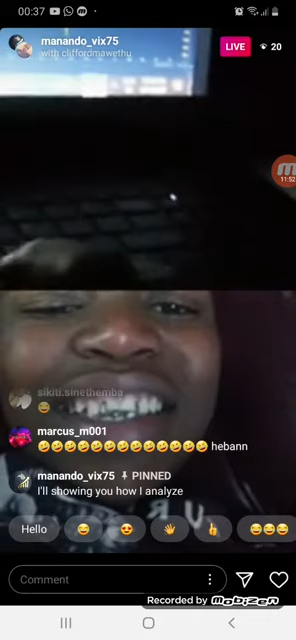 00:37
manando_vix75
with cliffordmawethu
LIVE
20
11:52
sikiti.sinethemba
marcus_m001
🤣🤣🤣🤣🤣🤣🤣🤣🤣🤣🤣🤣🤣 hebann
manando_vix75 PINNED
I'll showing you how I analyze
Hello
😂 😍 👋 👍 😂😂😂
Comment
Recorded by mobizen